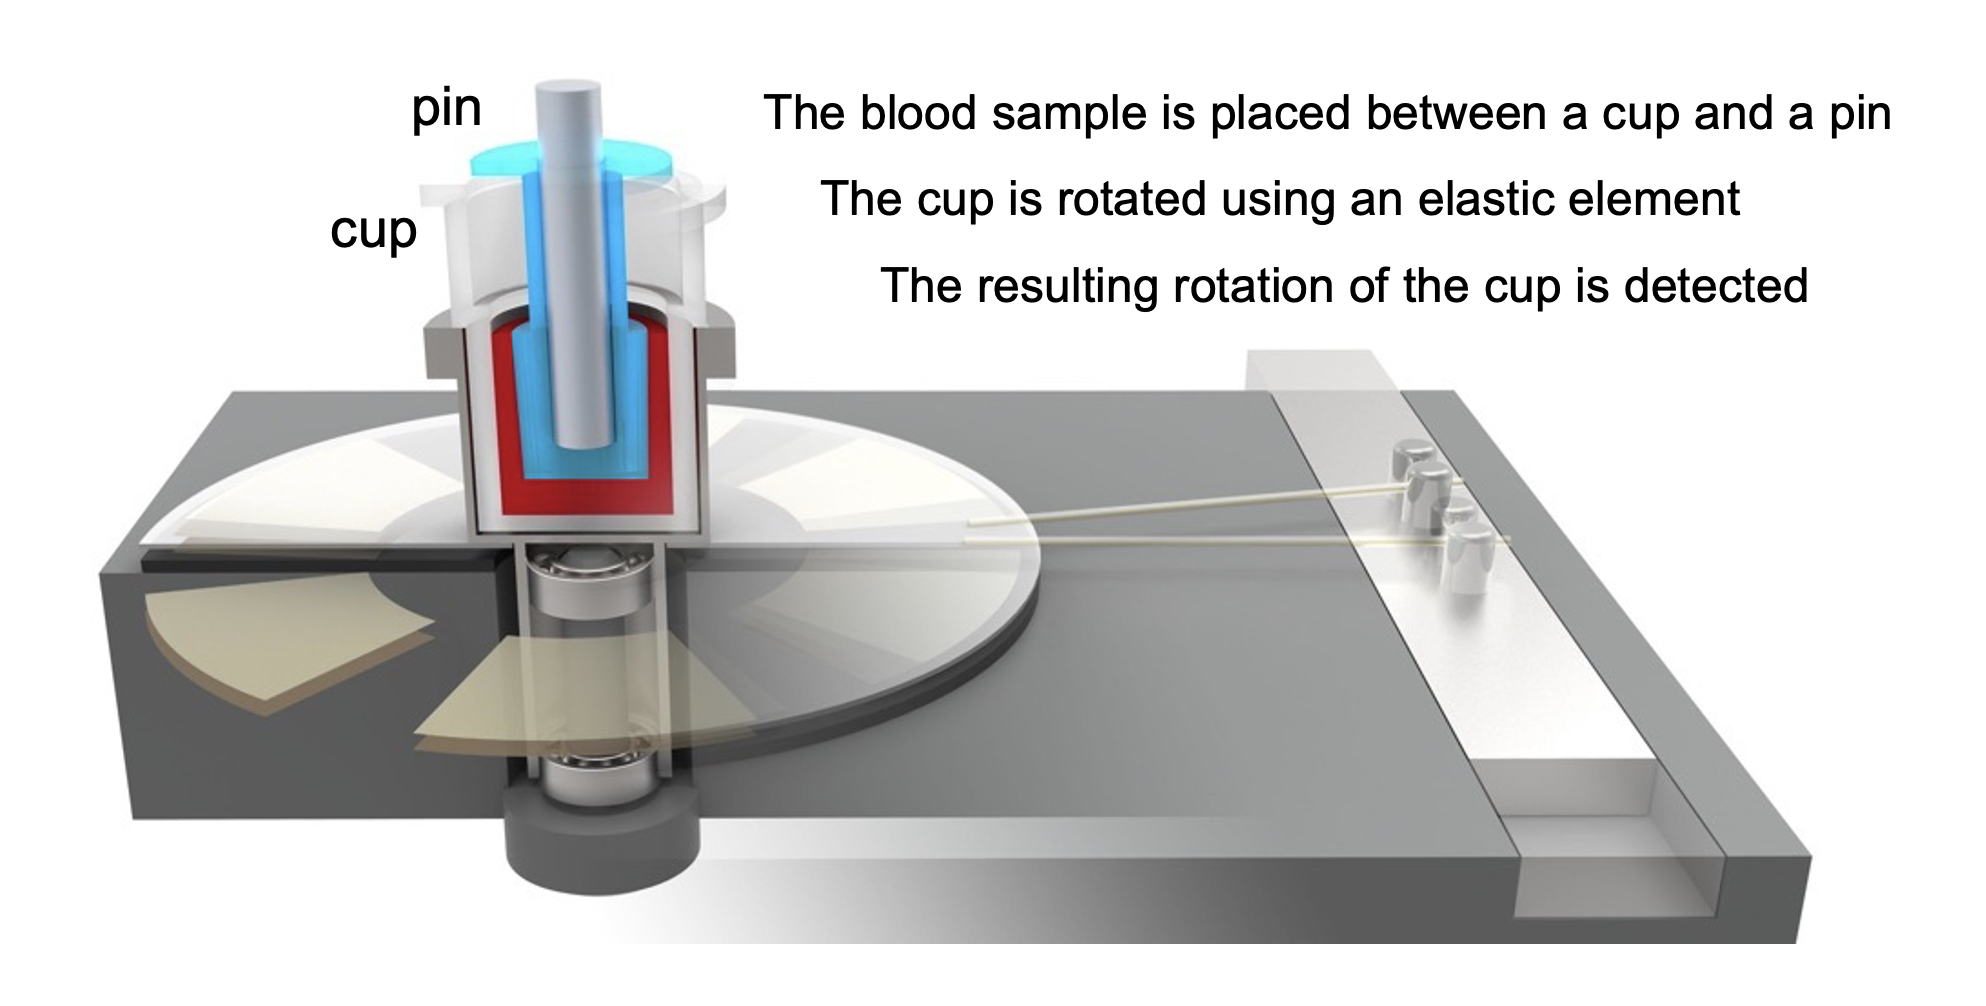 pin
The blood sample is placed between a cup and a pin
The cup is rotated using an elastic element
cup
The resulting rotation of the cup is detected